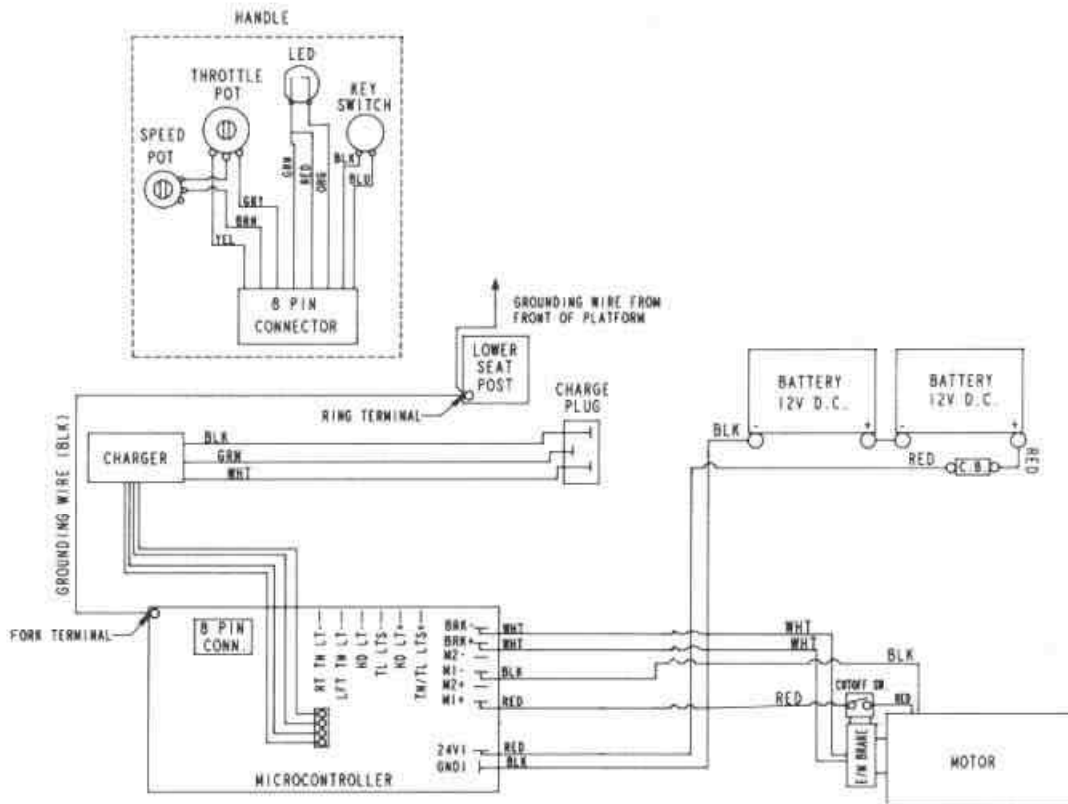 HANDLE
LED
THROTTLE
POT
KEY
SWITCH
SPEED
POT
BLK
BLU
GRN
RED
ORG
GRY
BRN
YEL
8 PIN
CONNECTOR
GROUNDING WIRE FROM
FRONT OF PLATFORM
LOWER
SEAT
POST
RING TERMINAL
CHARGE
PLUG
BATTERY
12V D.C.
- +
BATTERY
12V D.C.
- +
BLK
RED
C.B.
RED
CHARGER
BLK
GRN
WHT
GROUNDING WIRE (BLK)
FORK TERMINAL
8 PIN
CONN.
RT TN LT-
LFT TN LT-
HD LT-
TL LTS-
HD LT+
TN/TL LTS+
BRK-
BRK+
M2-
M1-
M2+
M1+
24V1
GND1
WHT
WHT
BLK
RED
RED
BLK
WHT
WHT
BLK
RED
CUTOFF SW.
RED
E/M BRAKE
MOTOR
MICROCONTROLLER